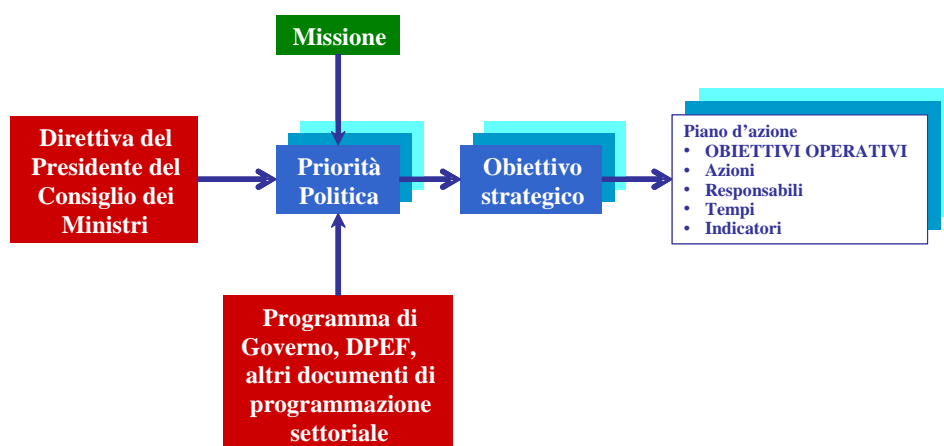 Missione
Direttiva del
Presidente del
Consiglio dei
Ministri
Priorità
Politica
Obiettivo
strategico
Piano d'azione
• OBIETTIVI OPERATIVI
• Azioni
• Responsabili
• Tempi
• Indicatori
Programma di
Governo, DPEF,
altri documenti di
programmazione
settoriale